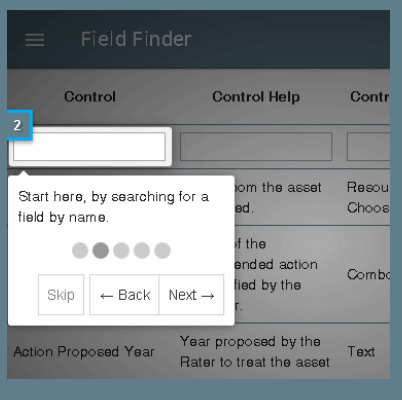 Field Finder
Control Control Help Contr
2
Start here, by searching for a
field by name.
Skip ← Back Next →
nom the asset
ed.
Resou
Choos
of the
ended action
fied by the
r.
Combo
Action Proposed Year
Year proposed by the
Rater to treat the asset
Text